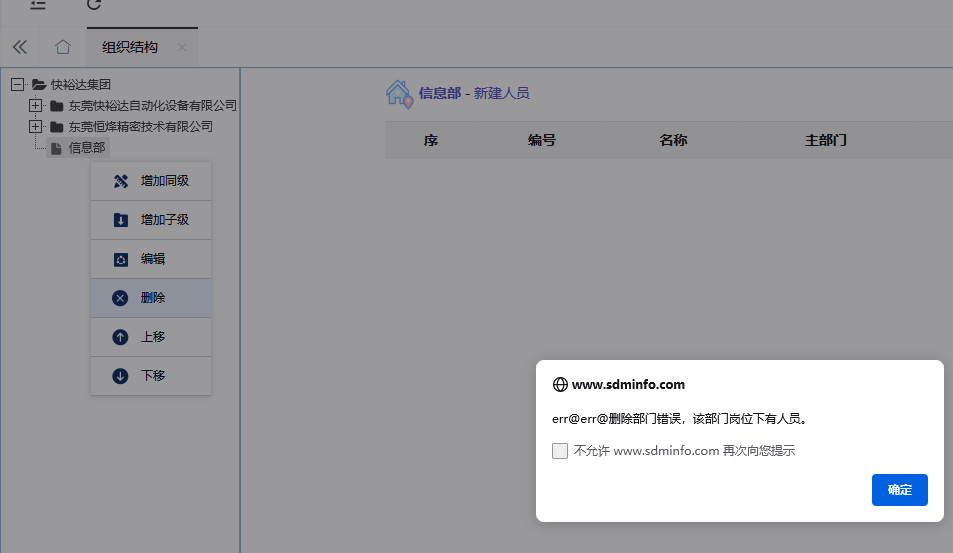 组织结构
快裕达集团
东莞快裕达自动化设备有限公司
东莞恒烽精密技术有限公司
信息部
增加同级
增加子级
编辑
删除
上移
下移
信息部 - 新建人员
序 编号 名称 主部门
www.sdminfo.com
err@err@删除部门错误，该部门岗位下有人员。
不允许 www.sdminfo.com 再次向您提示
确定